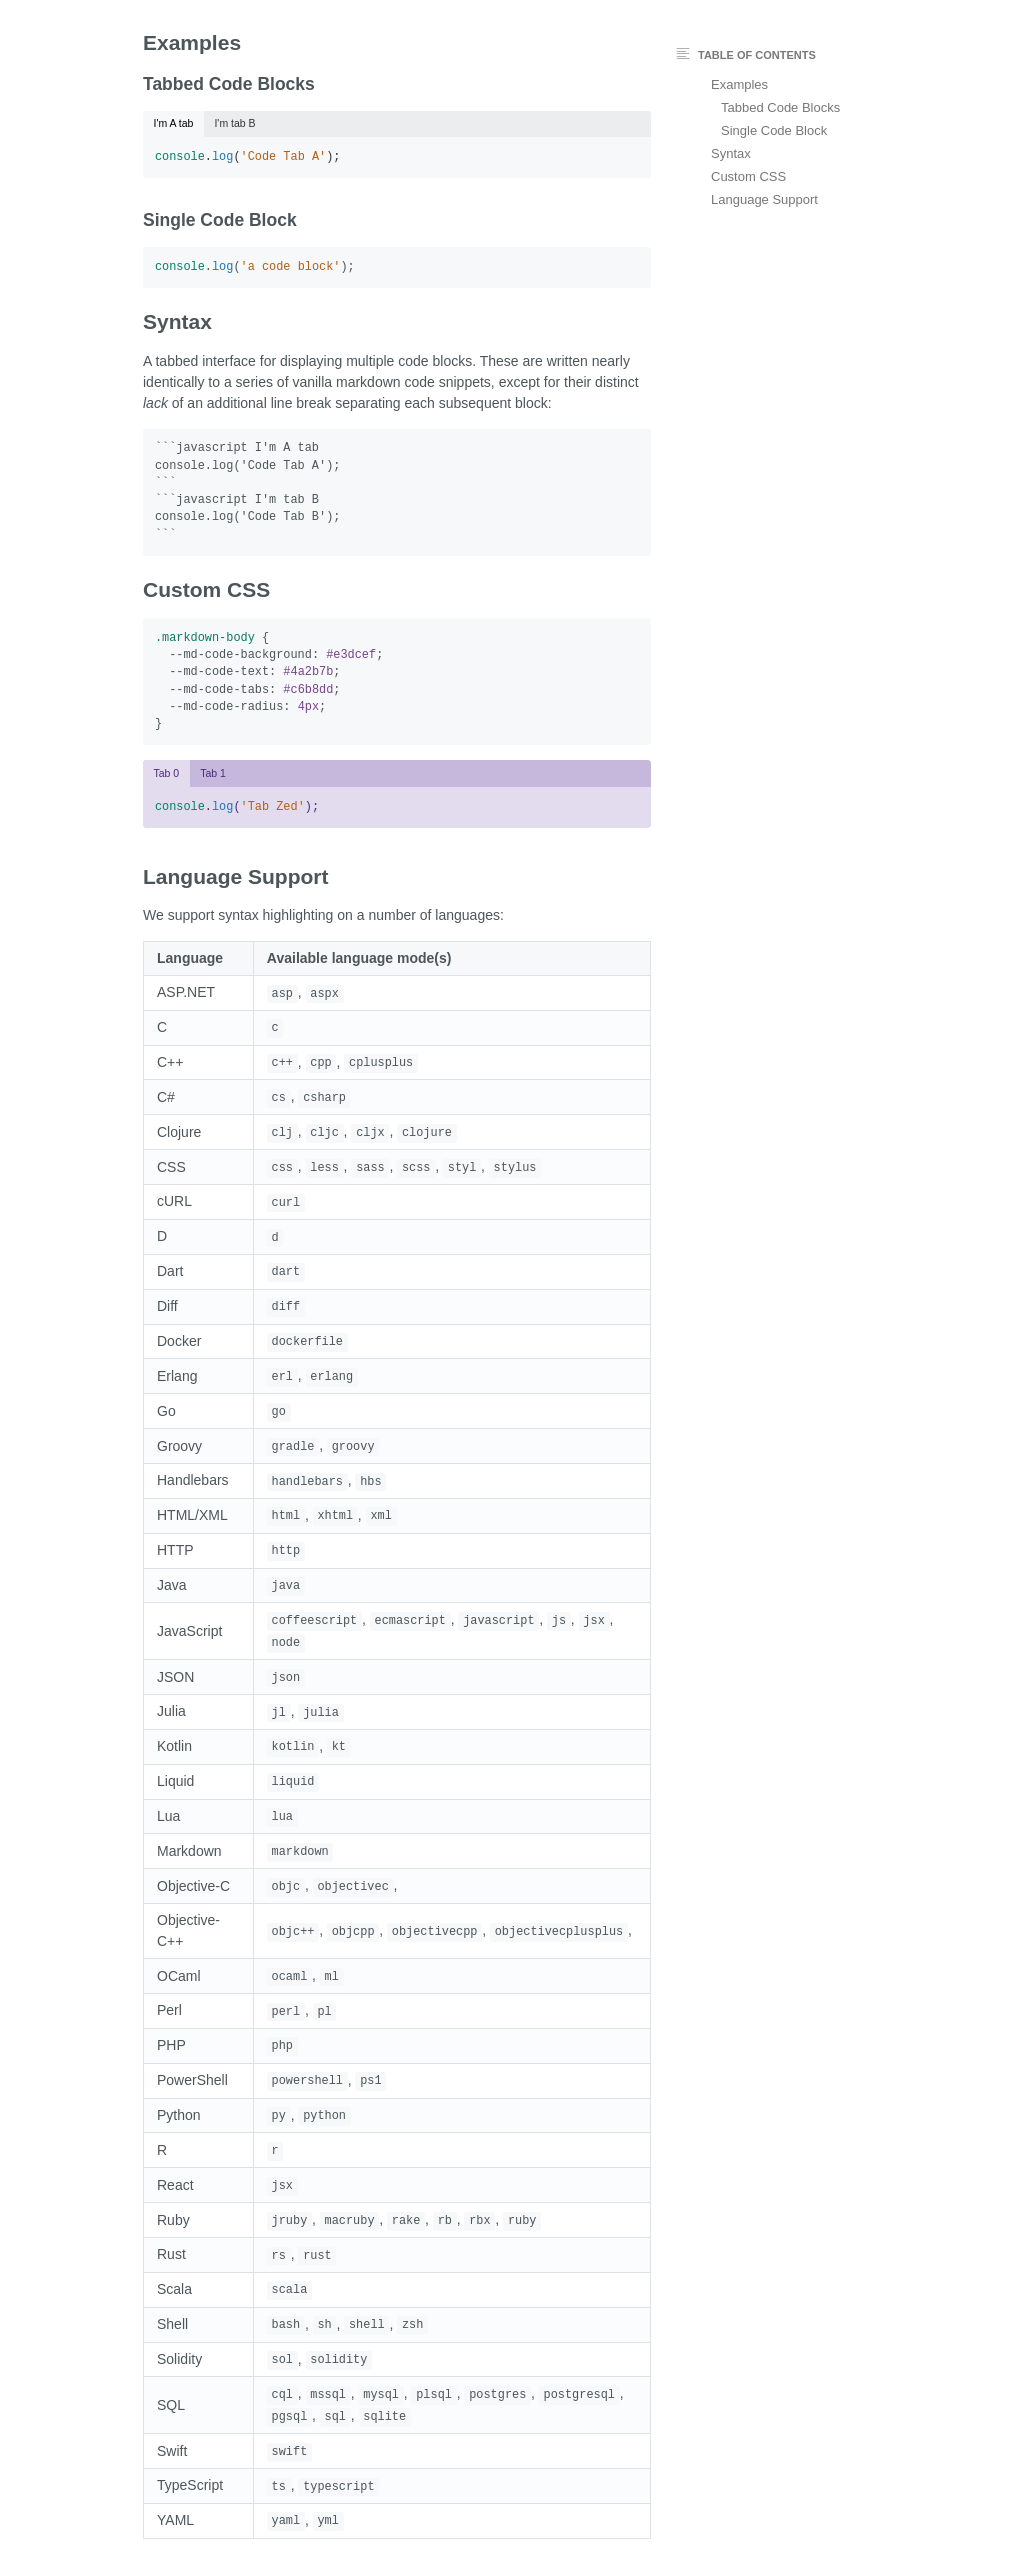 Examples
TABLE OF CONTENTS
Examples
Tabbed Code Blocks
Single Code Block
Syntax
Custom CSS
Language Support
Tabbed Code Blocks
I'm A tab I'm tab B
console.log('Code Tab A');
Single Code Block
console.log('a code block');
Syntax
A tabbed interface for displaying multiple code blocks. These are written nearly
identically to a series of vanilla markdown code snippets, except for their distinct
lack of an additional line break separating each subsequent block:
```javascript I'm A tab
console.log('Code Tab A');
```
```javascript I'm tab B
console.log('Code Tab B');
```
Custom CSS
.markdown-body {
  --md-code-background: #e3dcef;
  --md-code-text: #4a2b7b;
  --md-code-tabs: #c6b8dd;
  --md-code-radius: 4px;
}
Tab 0 Tab 1
console.log('Tab Zed');
Language Support
We support syntax highlighting on a number of languages:
Language Available language mode(s)
ASP.NET asp, aspx
C c
C++ c++, cpp, cplusplus
C# cs, csharp
Clojure clj, cljc, cljx, clojure
CSS css, less, sass, scss, styl, stylus
cURL curl
D d
Dart dart
Diff diff
Docker dockerfile
Erlang erl, erlang
Go go
Groovy gradle, groovy
Handlebars handlebars, hbs
HTML/XML html, xhtml, xml
HTTP http
Java java
JavaScript coffeescript, ecmascript, javascript, js, jsx,
node
JSON json
Julia jl, julia
Kotlin kotlin, kt
Liquid liquid
Lua lua
Markdown markdown
Objective-C objc, objectivec,
Objective-
C++ objc++, objcpp, objectivecpp, objectivecplusplus,
OCaml ocaml, ml
Perl perl, pl
PHP php
PowerShell powershell, ps1
Python py, python
R r
React jsx
Ruby jruby, macruby, rake, rb, rbx, ruby
Rust rs, rust
Scala scala
Shell bash, sh, shell, zsh
Solidity sol, solidity
SQL cql, mssql, mysql, plsql, postgres, postgresql,
pgsql, sql, sqlite
Swift swift
TypeScript ts, typescript
YAML yaml, yml